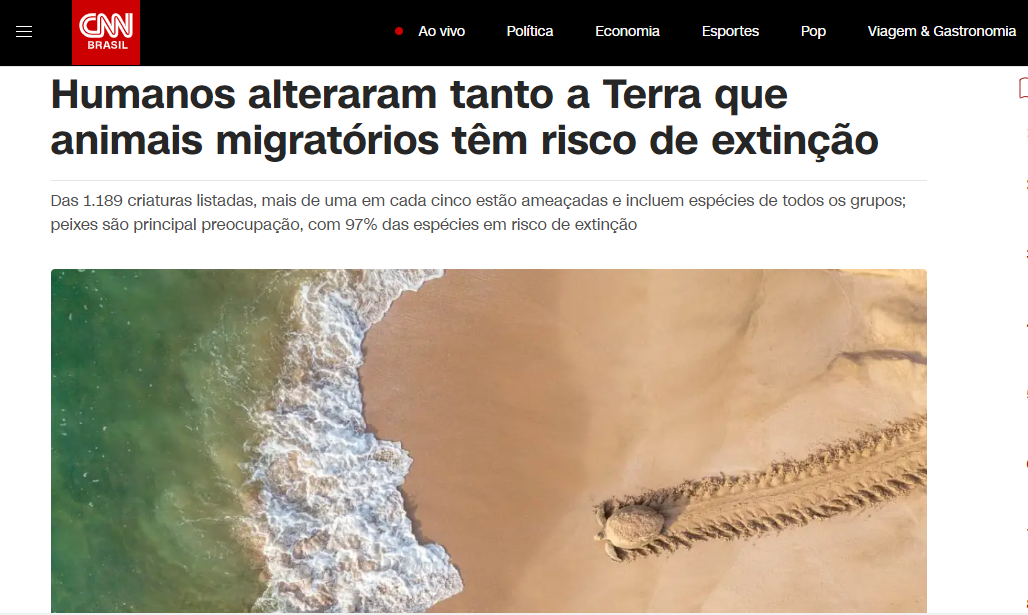 CNN
BRASIL
Ao vivo
Política
Economia
Esportes
Pop
Viagem & Gastronomia
Humanos alteraram tanto a Terra que
animais migratórios têm risco de extinção
Das 1.189 criaturas listadas, mais de uma em cada cinco estão ameaçadas e incluem espécies de todos os grupos;
peixes são principal preocupação, com 97% das espécies em risco de extinção